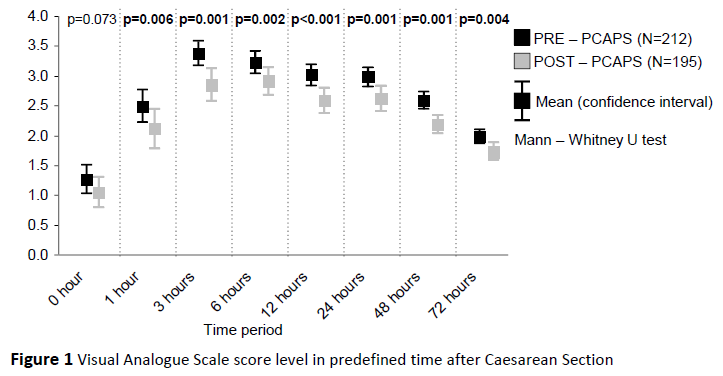 4.0 p=0.073 p=0.006 p=0.001 p=0.002 p<0.001 p=0.001 p=0.001 p=0.004
3.5
3.0
2.5
2.0
1.5
1.0
0.5
0.0
0 hour 1 hour 3 hours 6 hours 12 hours 24 hours 48 hours 72 hours
Time period
PRE – PCAPS (N=212)
POST – PCAPS (N=195)
Mean (confidence interval)
Mann – Whitney U test
Figure 1 Visual Analogue Scale score level in predefined time after Caesarean Section